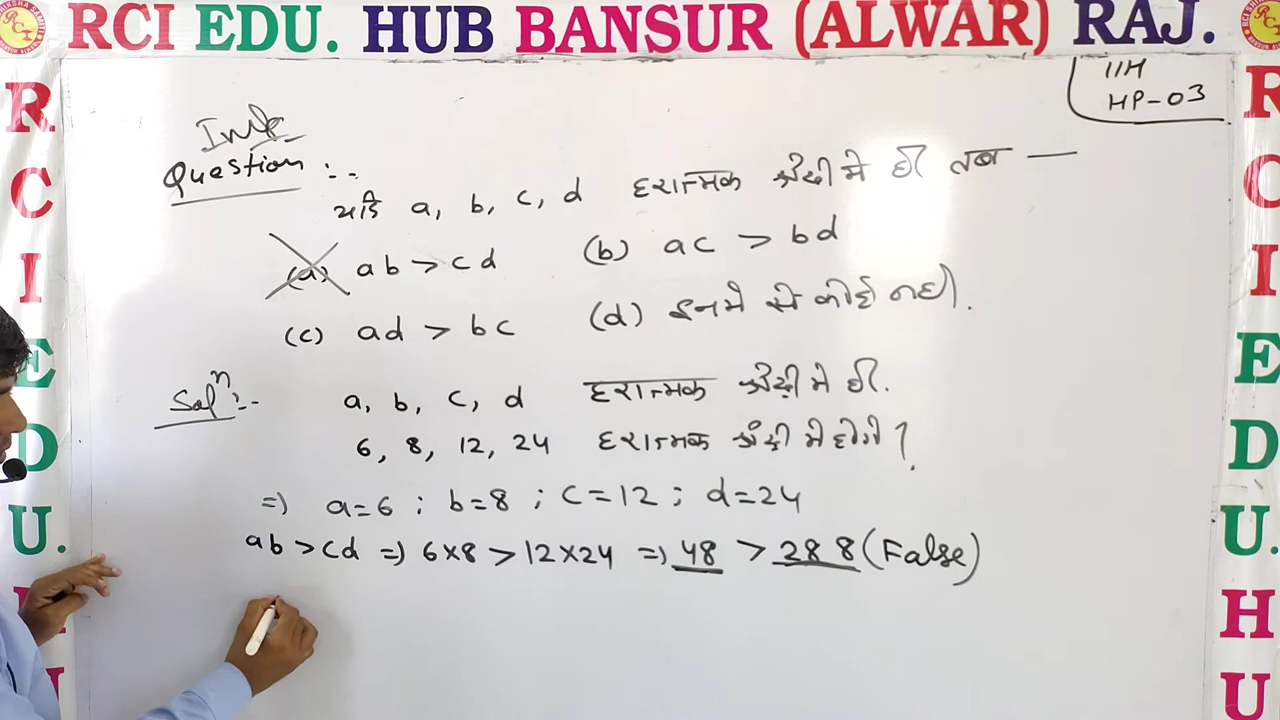 RCI EDU. HUB BANSUR (ALWAR) RAJ.
11H
HP-03
Imp
Question :-
यदि a, b, c, d हरात्मक श्रेढ़ी मे हो तब —
(a) ab > cd (b) ac > bd
(c) ad > bc (d) इनमे से कोई नही.
Solⁿ :- a, b, c, d हरात्मक श्रेढ़ी मे हो.
6, 8, 12, 24 हरात्मक श्रेढ़ी मे होगे
=) a=6 ; b=8 ; c=12 ; d=24
ab > cd =) 6×8 > 12×24 =) 48 > 288 (False)
R
C
I
E
D
U.
R
C
I
E
D
U.
H
U